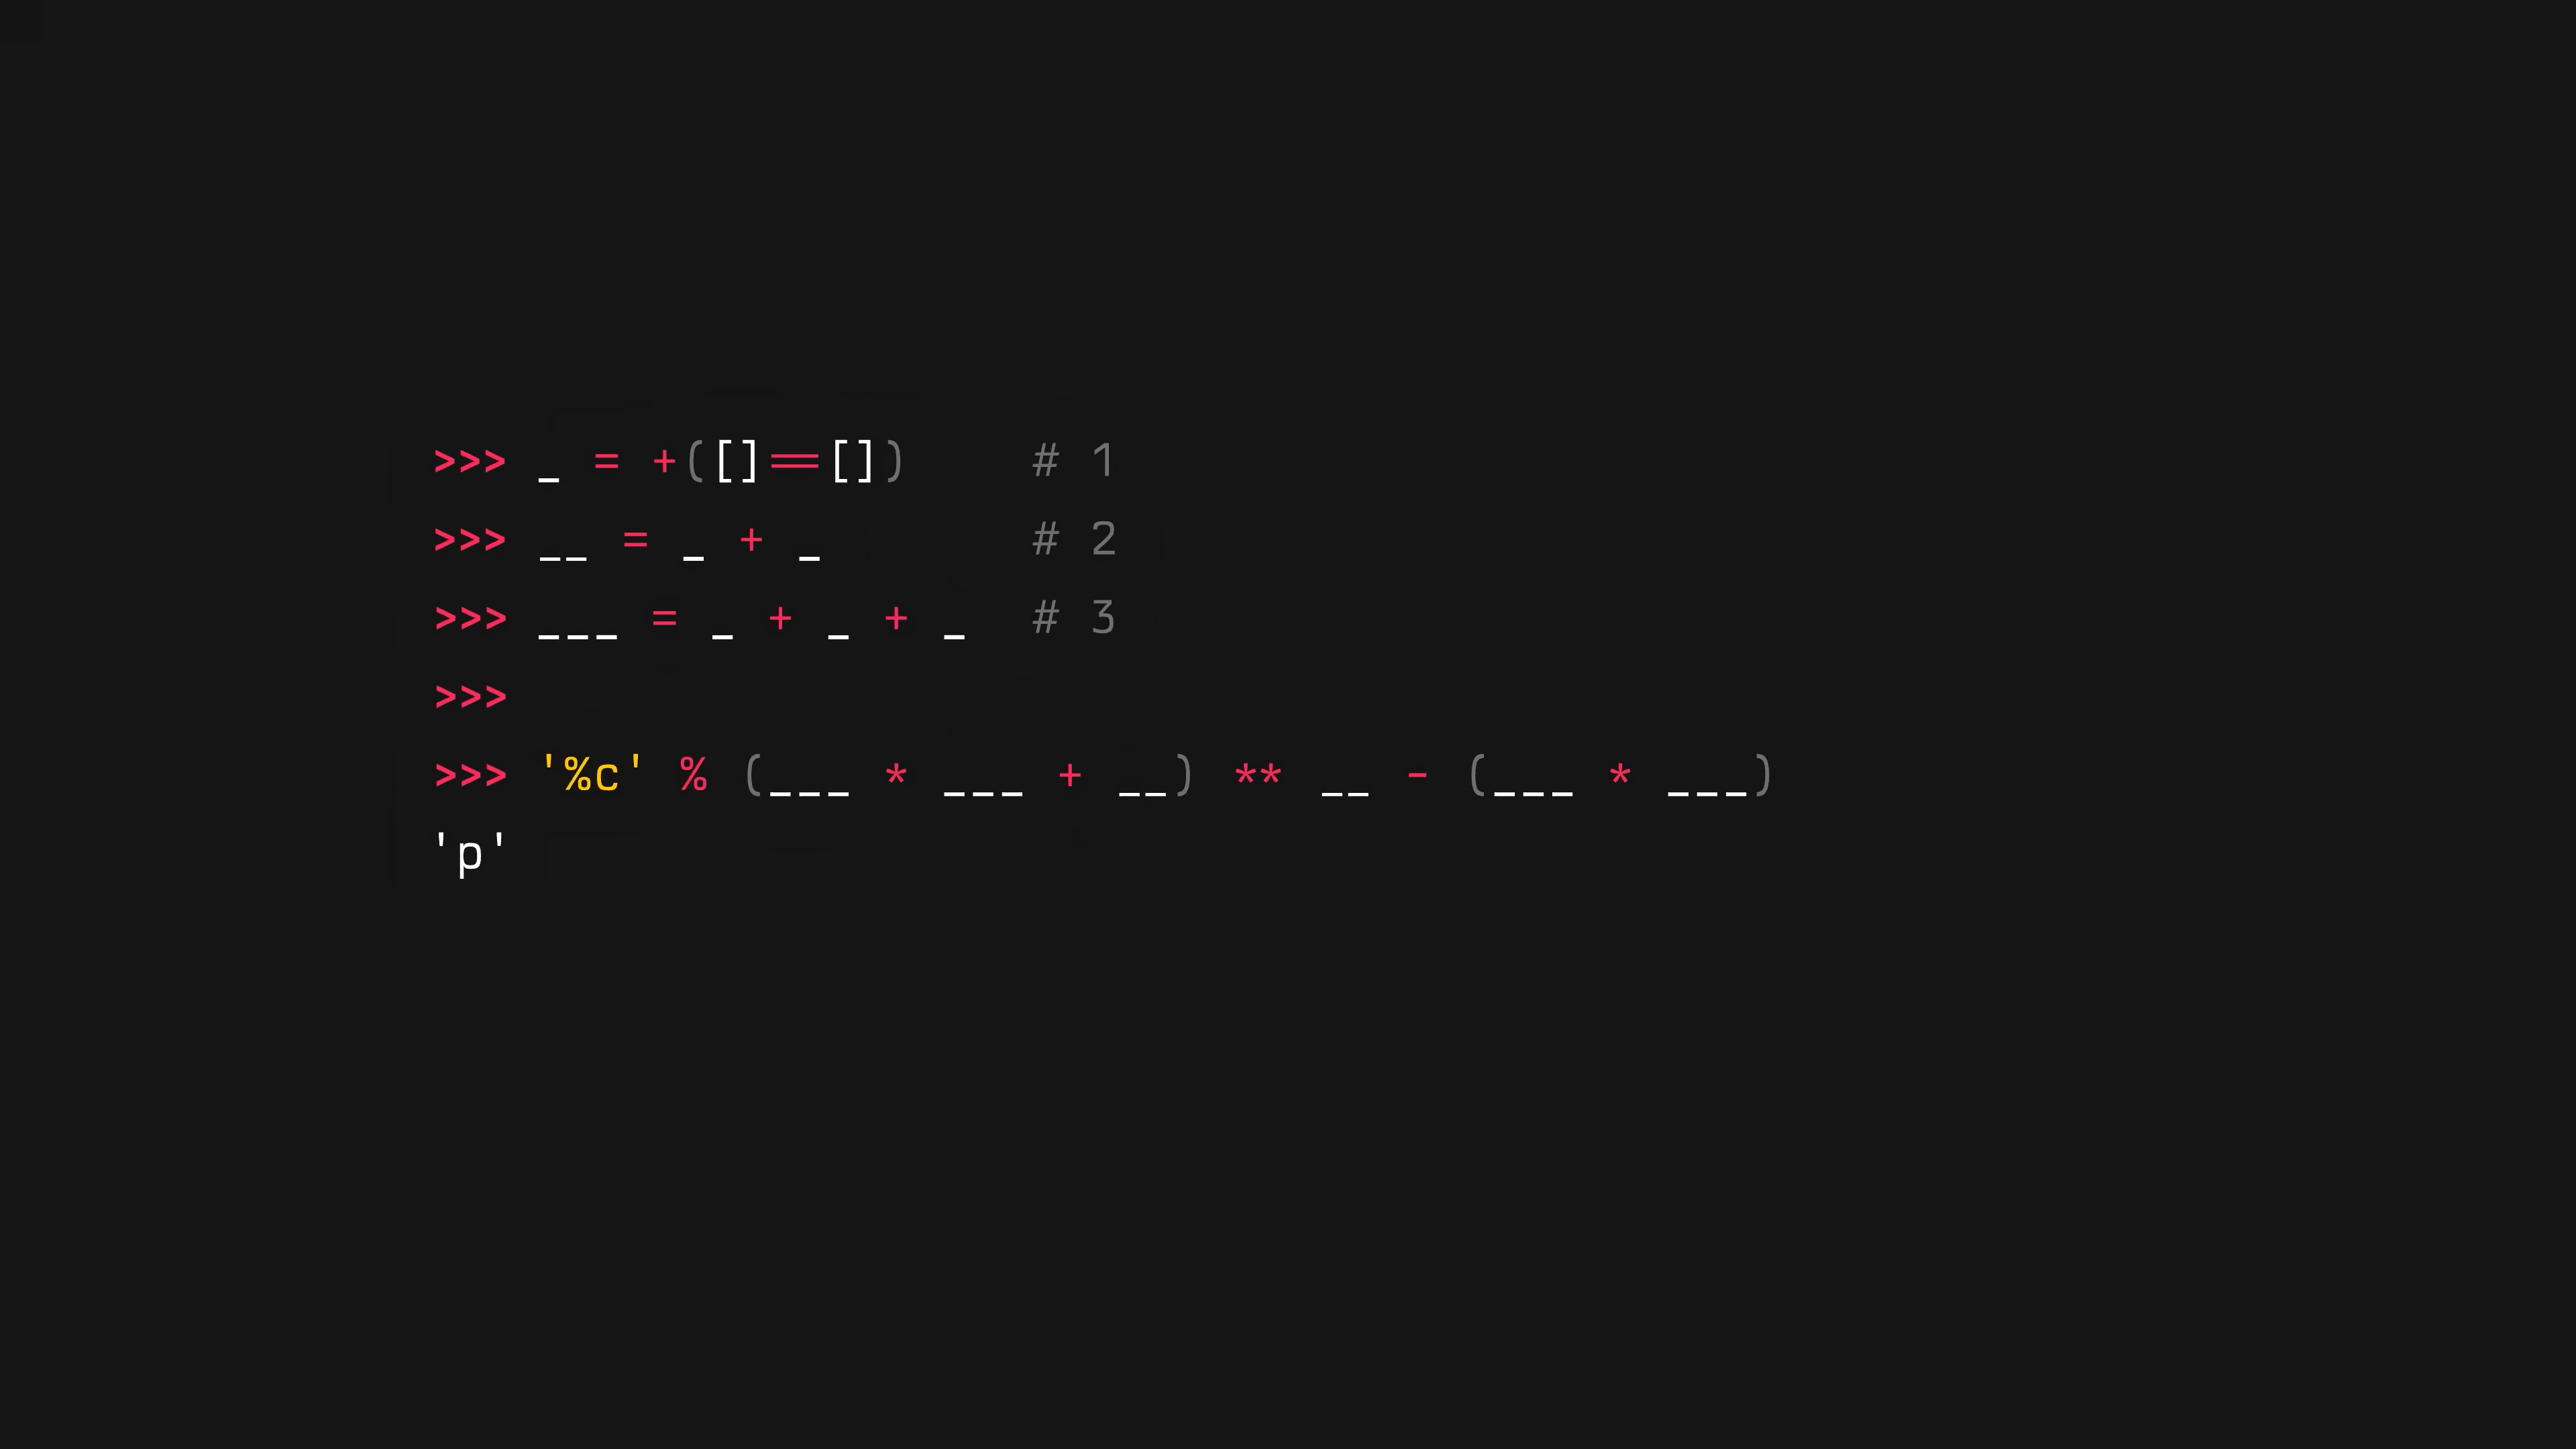 >>> _ = +([]==[])    # 1
>>> __ = _ + _       # 2
>>> ___ = _ + _ + _  # 3
>>>
>>> '%c' % (___ * ___ + __) ** __ - (___ * ___)
'p'